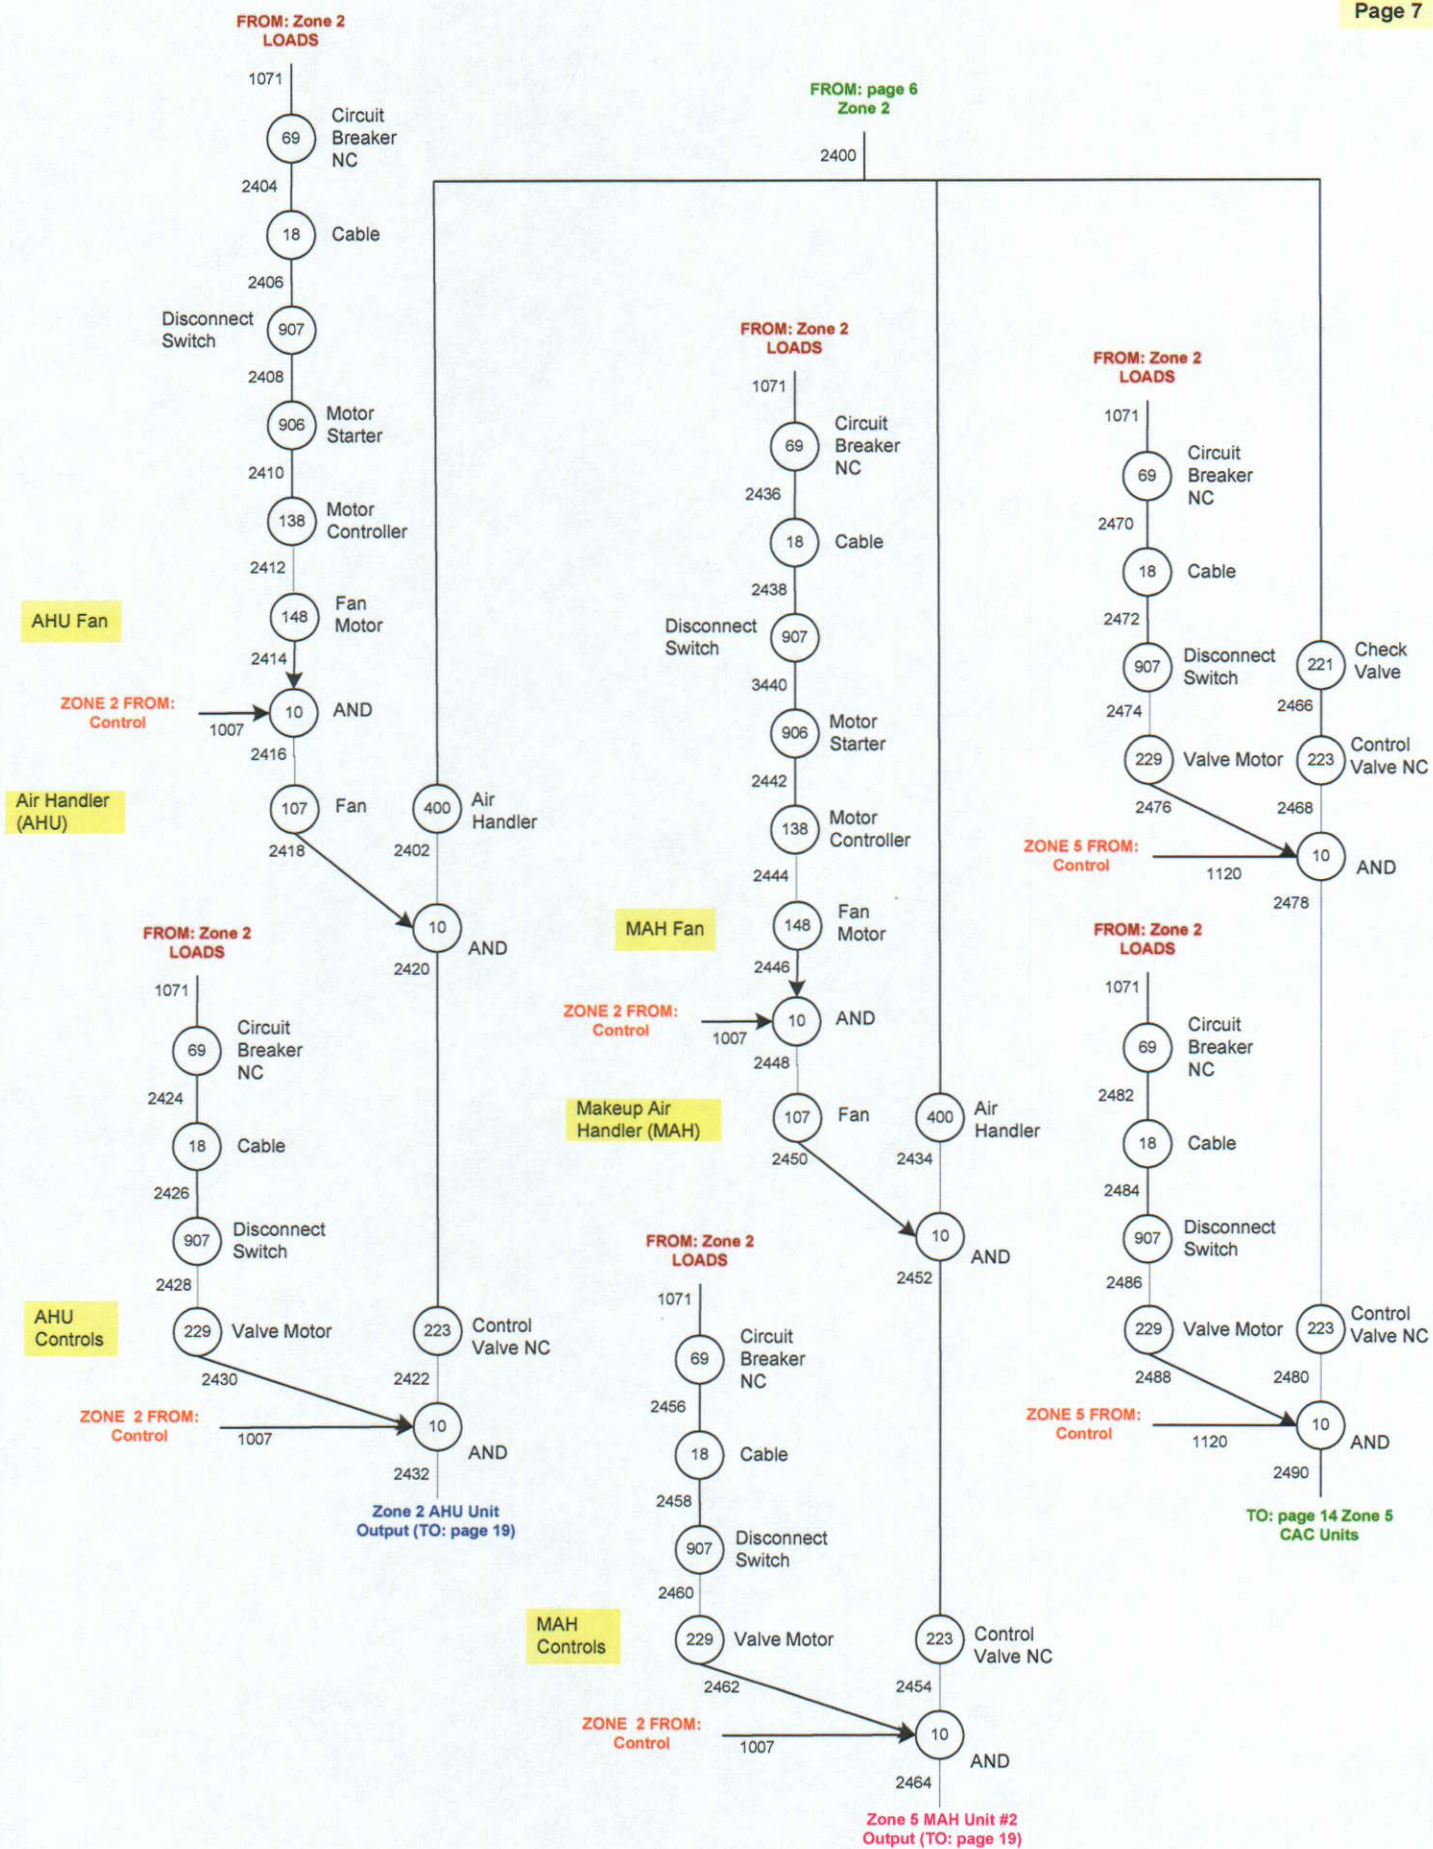 Page 7
FROM: Zone 2
LOADS
1071
69
Circuit
Breaker
NC
2404
18
Cable
2406
Disconnect
Switch
907
2408
906
Motor
Starter
2410
138
Motor
Controller
2412
AHU Fan
148
Fan
Motor
2414
ZONE 2 FROM:
Control
1007
10
AND
2416
Air Handler
(AHU)
107
Fan
2418
FROM: page 6
Zone 2
2400
400
Air
Handler
2402
10
AND
2420
FROM: Zone 2
LOADS
1071
69
Circuit
Breaker
NC
2424
18
Cable
2426
907
Disconnect
Switch
2428
AHU
Controls
229
Valve Motor
2430
223
Control
Valve NC
2422
ZONE 2 FROM:
Control
1007
10
AND
2432
Zone 2 AHU Unit
Output (TO: page 19)
FROM: Zone 2
LOADS
1071
69
Circuit
Breaker
NC
2436
18
Cable
2438
Disconnect
Switch
907
3440
906
Motor
Starter
2442
138
Motor
Controller
2444
MAH Fan
148
Fan
Motor
2446
ZONE 2 FROM:
Control
1007
10
AND
2448
Makeup Air
Handler (MAH)
107
Fan
2450
400
Air
Handler
2434
10
AND
2452
FROM: Zone 2
LOADS
1071
69
Circuit
Breaker
NC
2456
18
Cable
2458
907
Disconnect
Switch
2460
MAH
Controls
229
Valve Motor
2462
223
Control
Valve NC
2454
ZONE 2 FROM:
Control
1007
10
AND
2464
Zone 5 MAH Unit #2
Output (TO: page 19)
FROM: Zone 2
LOADS
1071
69
Circuit
Breaker
NC
2470
18
Cable
2472
907
Disconnect
Switch
2474
229
Valve Motor
2476
221
Check
Valve
2466
223
Control
Valve NC
2468
ZONE 5 FROM:
Control
1120
10
AND
2478
FROM: Zone 2
LOADS
1071
69
Circuit
Breaker
NC
2482
18
Cable
2484
907
Disconnect
Switch
2486
229
Valve Motor
2488
223
Control
Valve NC
2480
ZONE 5 FROM:
Control
1120
10
AND
2490
TO: page 14 Zone 5
CAC Units